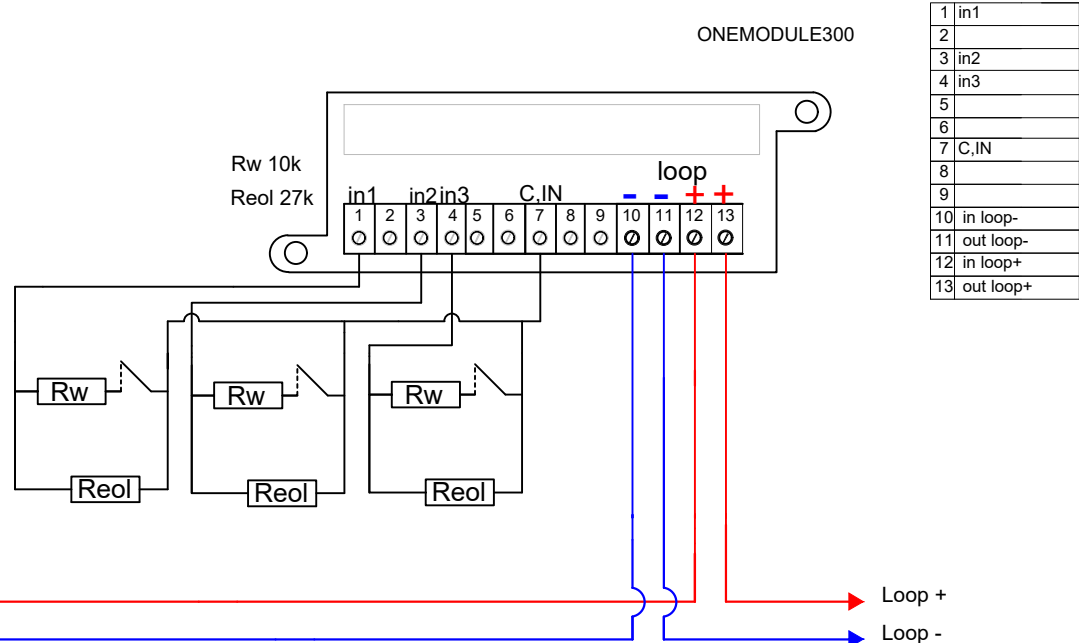 ONEMODULE300
1 in1
2
3 in2
4 in3
5
6
7 C,IN
8
9
10 in loop-
11 out loop-
12 in loop+
13 out loop+
Rw 10k
Reol 27k
loop
in1 in2 in3 C,IN - - + +
1 2 3 4 5 6 7 8 9 10 11 12 13
Rw Rw Rw
Reol Reol Reol
Loop +
Loop -